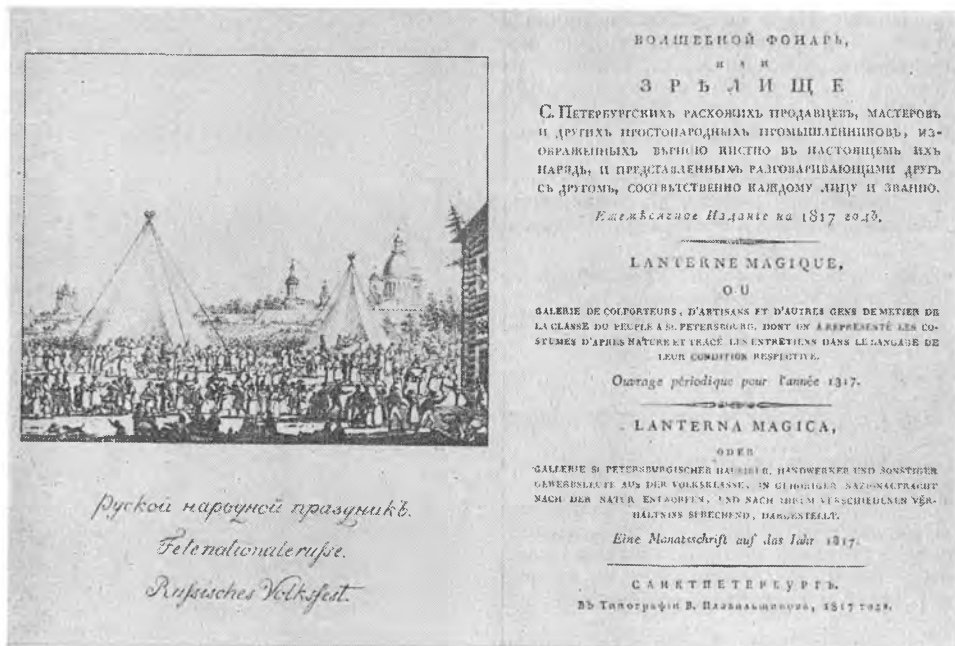 Руской народной праздникъ.
Fete nationale russe.
Russisches Volksfest.
ВОЛШЕБНОЙ ФОНАРЬ,
ИЛИ
ЗРѢЛИЩЕ
С. ПЕТЕРБУРГСКИХЪ РАСХОЖИХЪ ПРОДАВЦЕВЪ, МАСТЕРОВЪ
И ДРУГИХЪ ПРОСТОНАРОДНЫХЪ ПРОМЫШЛЕННИКОВЪ, ИЗ-
ОБРАЖЕННЫХЪ ВѢРНОЮ КИСТІЮ ВЪ НАСТОЯЩЕМЪ ИХЪ
НАРЯДѢ, И ПРЕДСТАВЛЕННЫХЪ РАЗГОВАРИВАЮЩИМИ ДРУГЪ
СЪ ДРУГОМЪ, СООТВѢТСТВЕННО КАЖДОМУ ЛИЦУ И ЗВАНІЮ.
Ежемѣсячное Изданіе на 1817 годъ.
LANTERNE MAGIQUE,
OU
GALERIE DE COLPORTEURS, D'ARTISANS ET D'AUTRES GENS DE METIER DE
LA CLASSE DU PEUPLE A St. PETERSBOURG, DONT ON A REPRESENTÉ LES CO-
STUMES D'APRES NATURE ET TRACÉ LES ENTRETIENS DANS LE LANGAGE DE
LEUR CONDITION RESPECTIVE.
Ouvrage périodique pour l'année 1817.
LANTERNA MAGICA,
ODER
GALLERIE St. PETERSBURGISCHER HAUSIRER, HANDWERKER UND SONSTIGER
GEWERBSLEUTE AUS DER VOLKSKLASSE, IN GEHÖRIGER NAZIONALTRACHT
NACH DER NATUR ENTWORFEN, UND NACH IHREM VERSCHIEDENEN VER-
HÄLTNISS SPRECHEND, DARGESTELLT.
Eine Monatsschrift auf das Jahr 1817.
САНКТПЕТЕРБУРГЪ.
Въ Типографіи В. Плавильщикова, 1817 года.